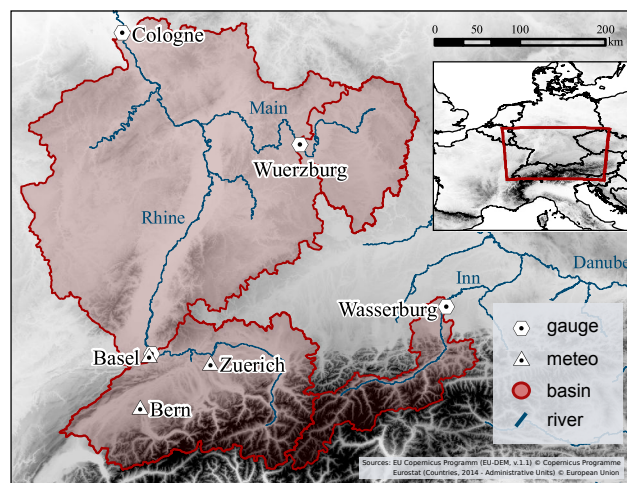 Cologne
0 100 200
km
Main
Wuerzburg
Rhine
Danube
Inn
Wasserburg
gauge
Basel
Zuerich
meteo
Bern
basin
river
Sources: EU Copernicus Programm (EU-DEM, v.1.1) © Copernicus Programme
Eurostat (Countries, 2014 - Administrative Units) © European Union